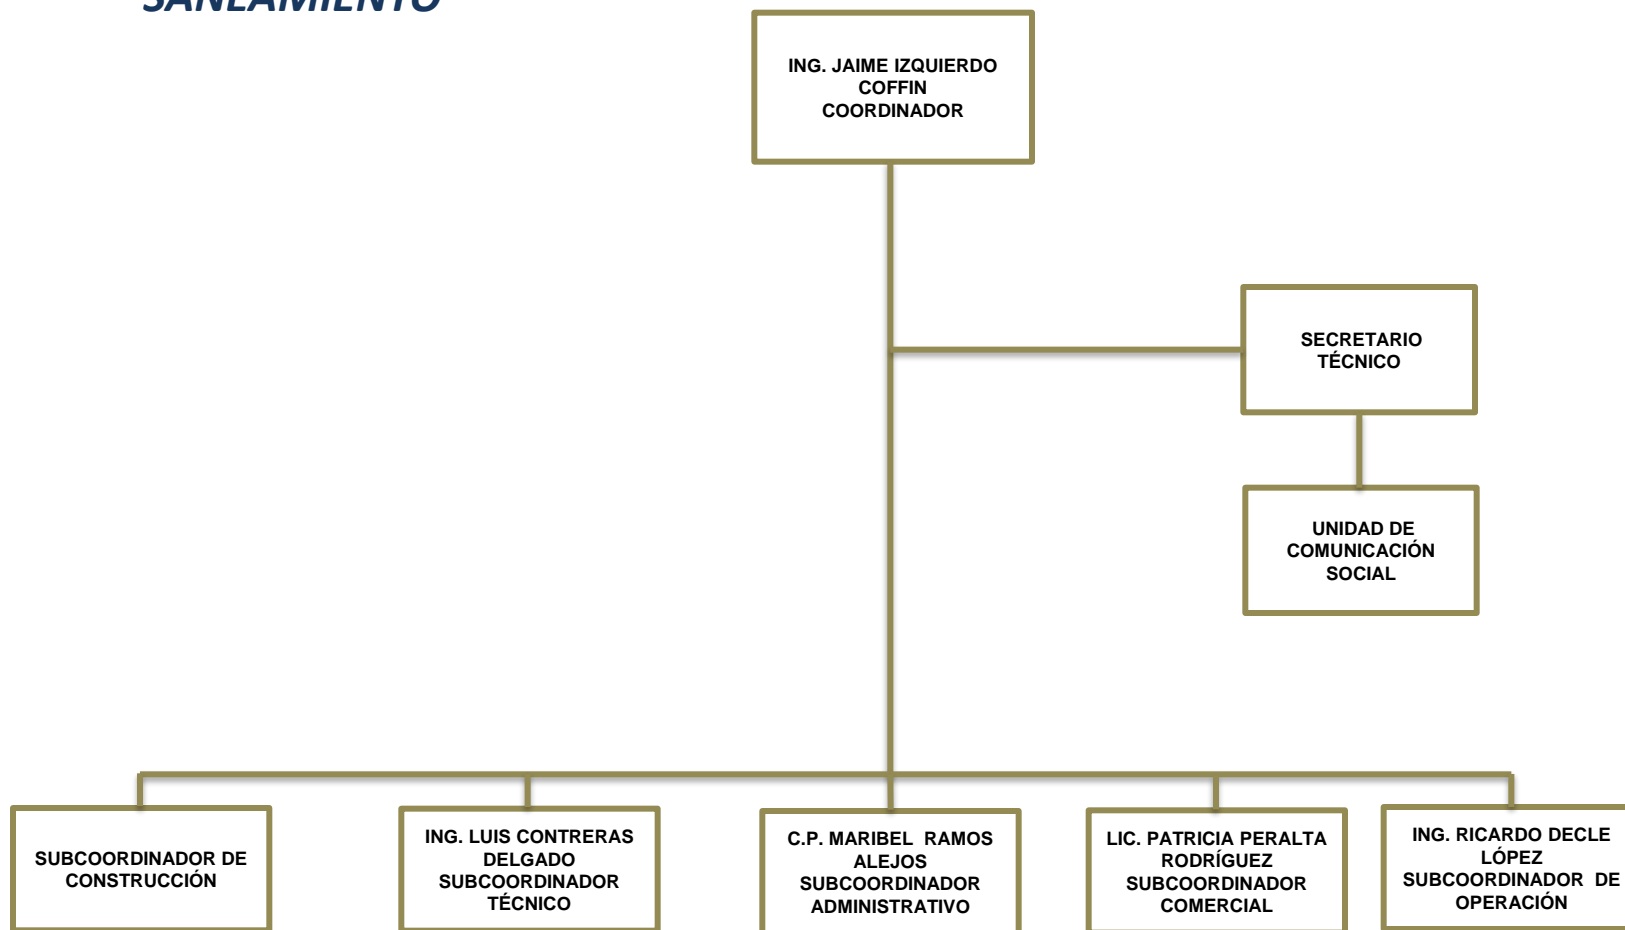 SANEAMIENTO
ING. JAIME IZQUIERDO
COFFIN
COORDINADOR
SECRETARIO
TÉCNICO
UNIDAD DE
COMUNICACIÓN
SOCIAL
SUBCOORDINADOR DE
CONSTRUCCIÓN
ING. LUIS CONTRERAS
DELGADO
SUBCOORDINADOR
TÉCNICO
C.P. MARIBEL RAMOS
ALEJOS
SUBCOORDINADOR
ADMINISTRATIVO
LIC. PATRICIA PERALTA
RODRÍGUEZ
SUBCOORDINADOR
COMERCIAL
ING. RICARDO DECLE
LÓPEZ
SUBCOORDINADOR DE
OPERACIÓN